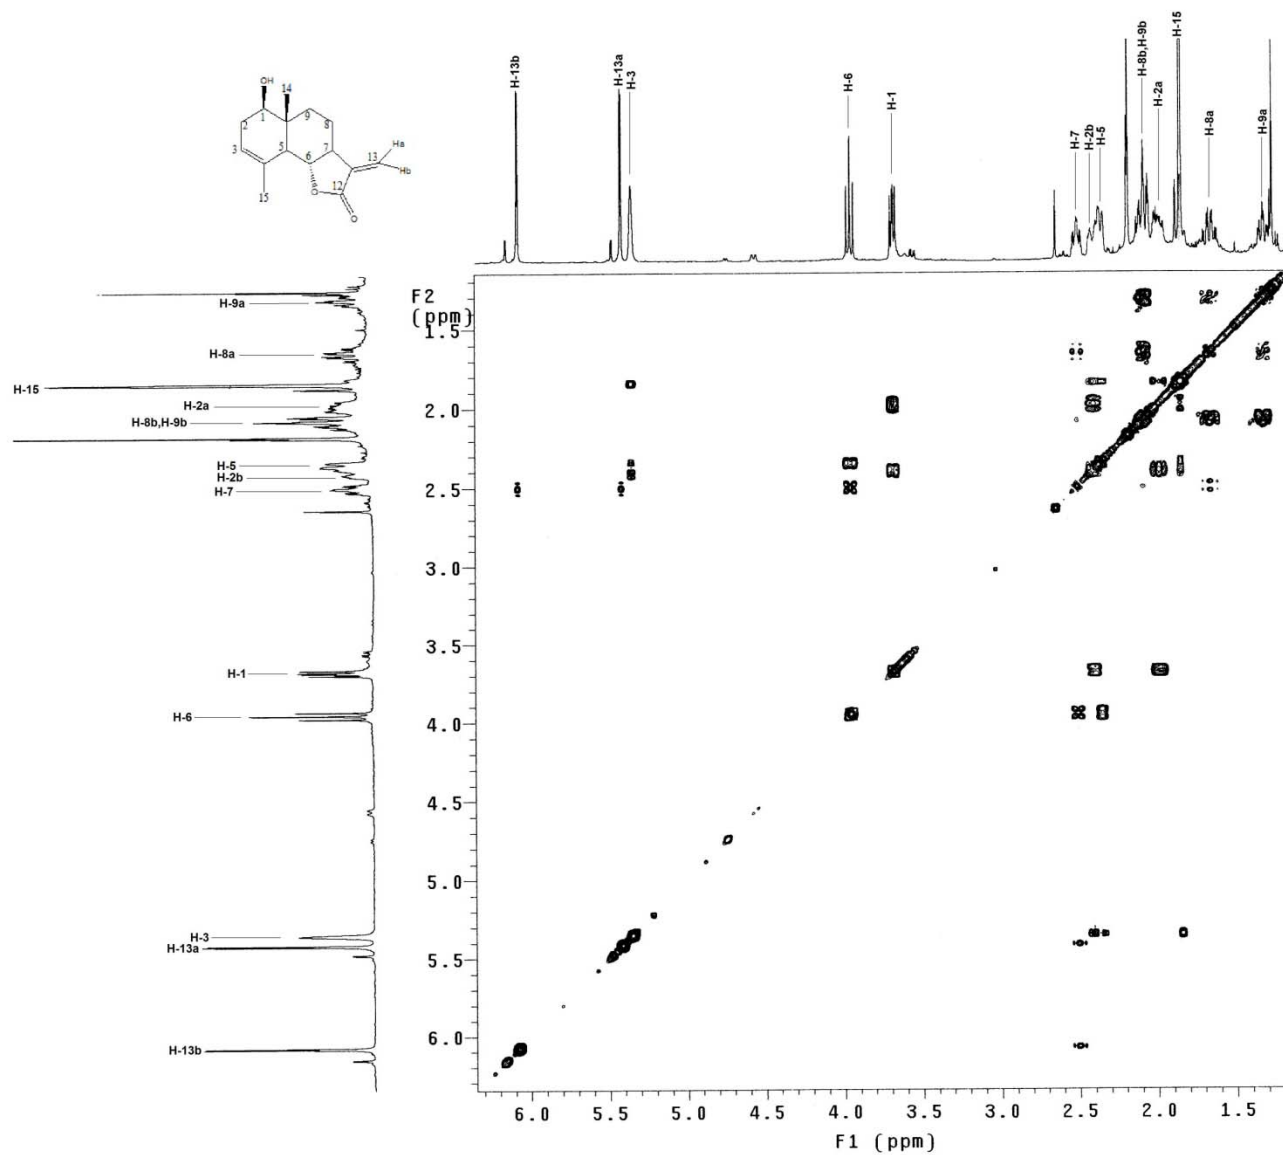 H-13b
H-13a
H-3
H-6
H-1
H-7
H-2b
H-5
H-8b,H-9b
H-2a
H-15
H-8a
H-9a
OH
14
1
2
9
8
3
5
7
6
13
Ha
Hb
15
12
O
O
F2
(ppm)
H-9a
H-8a
H-15
H-2a
H-8b,H-9b
H-5
H-2b
H-7
H-1
H-6
H-3
H-13a
H-13b
1.5
2.0
2.5
3.0
3.5
4.0
4.5
5.0
5.5
6.0
6.0 5.5 5.0 4.5 4.0 3.5 3.0 2.5 2.0 1.5
F1 (ppm)